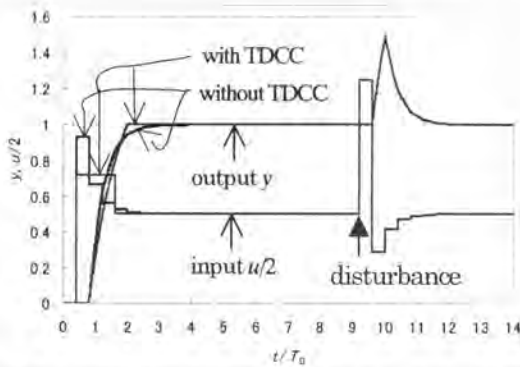 1.6
1.4
1.2
1
0.8
0.6
0.4
0.2
0
y, u/2
with TDCC
without TDCC
output y
input u/2
disturbance
0 1 2 3 4 5 6 7 8 9 10 11 12 13 14
t/T₀